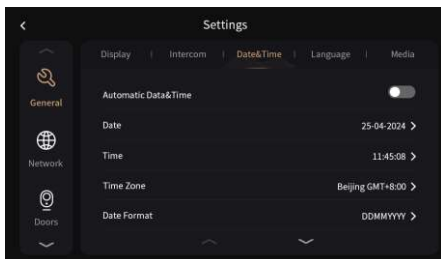 Settings
Display Intercom Date&Time Language Media
General
Network
Doors
Automatic Data&Time
Date 25-04-2024
Time 11:45:08
Time Zone Beijing GMT+8:00
Date Format DDMMYYYY